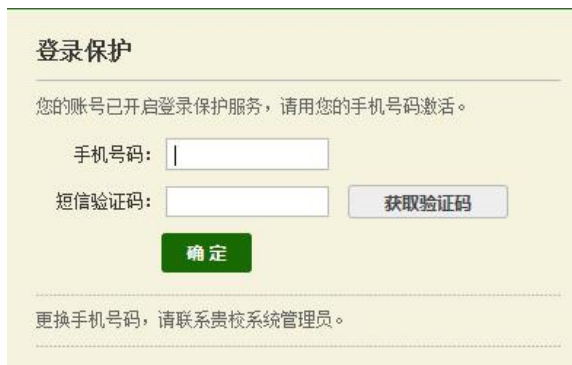 登录保护
您的账号已开启登录保护服务，请用您的手机号码激活。
手机号码：
短信验证码：
获取验证码
确定
更换手机号码，请联系贵校系统管理员。